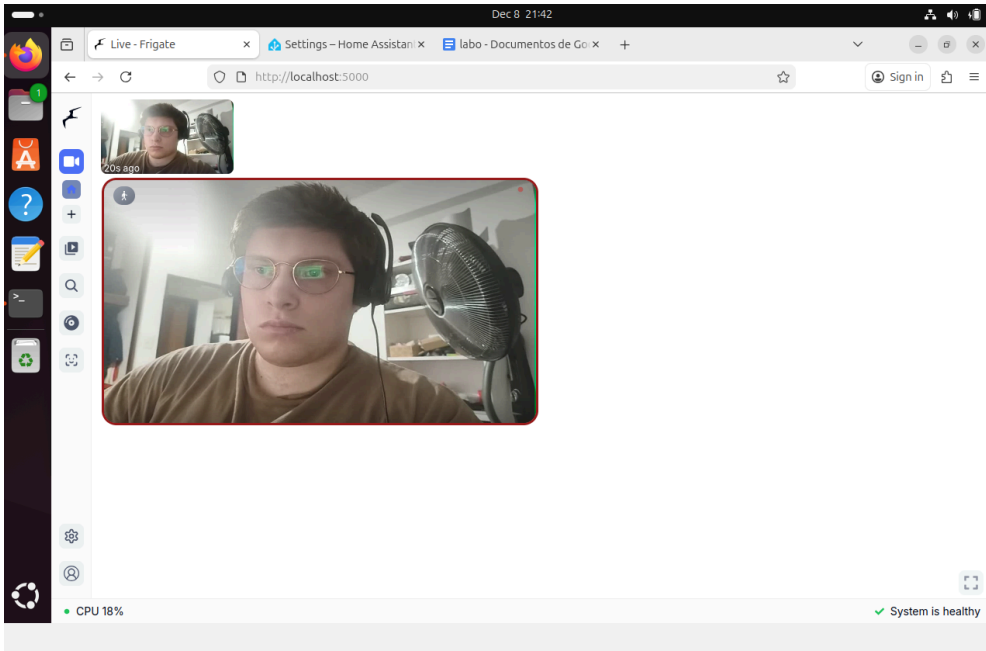 Dec 8 21:42
Live - Frigate
Settings – Home Assistan
labo - Documentos de Go
http://localhost:5000
Sign in
1
20s ago
CPU 18%
System is healthy